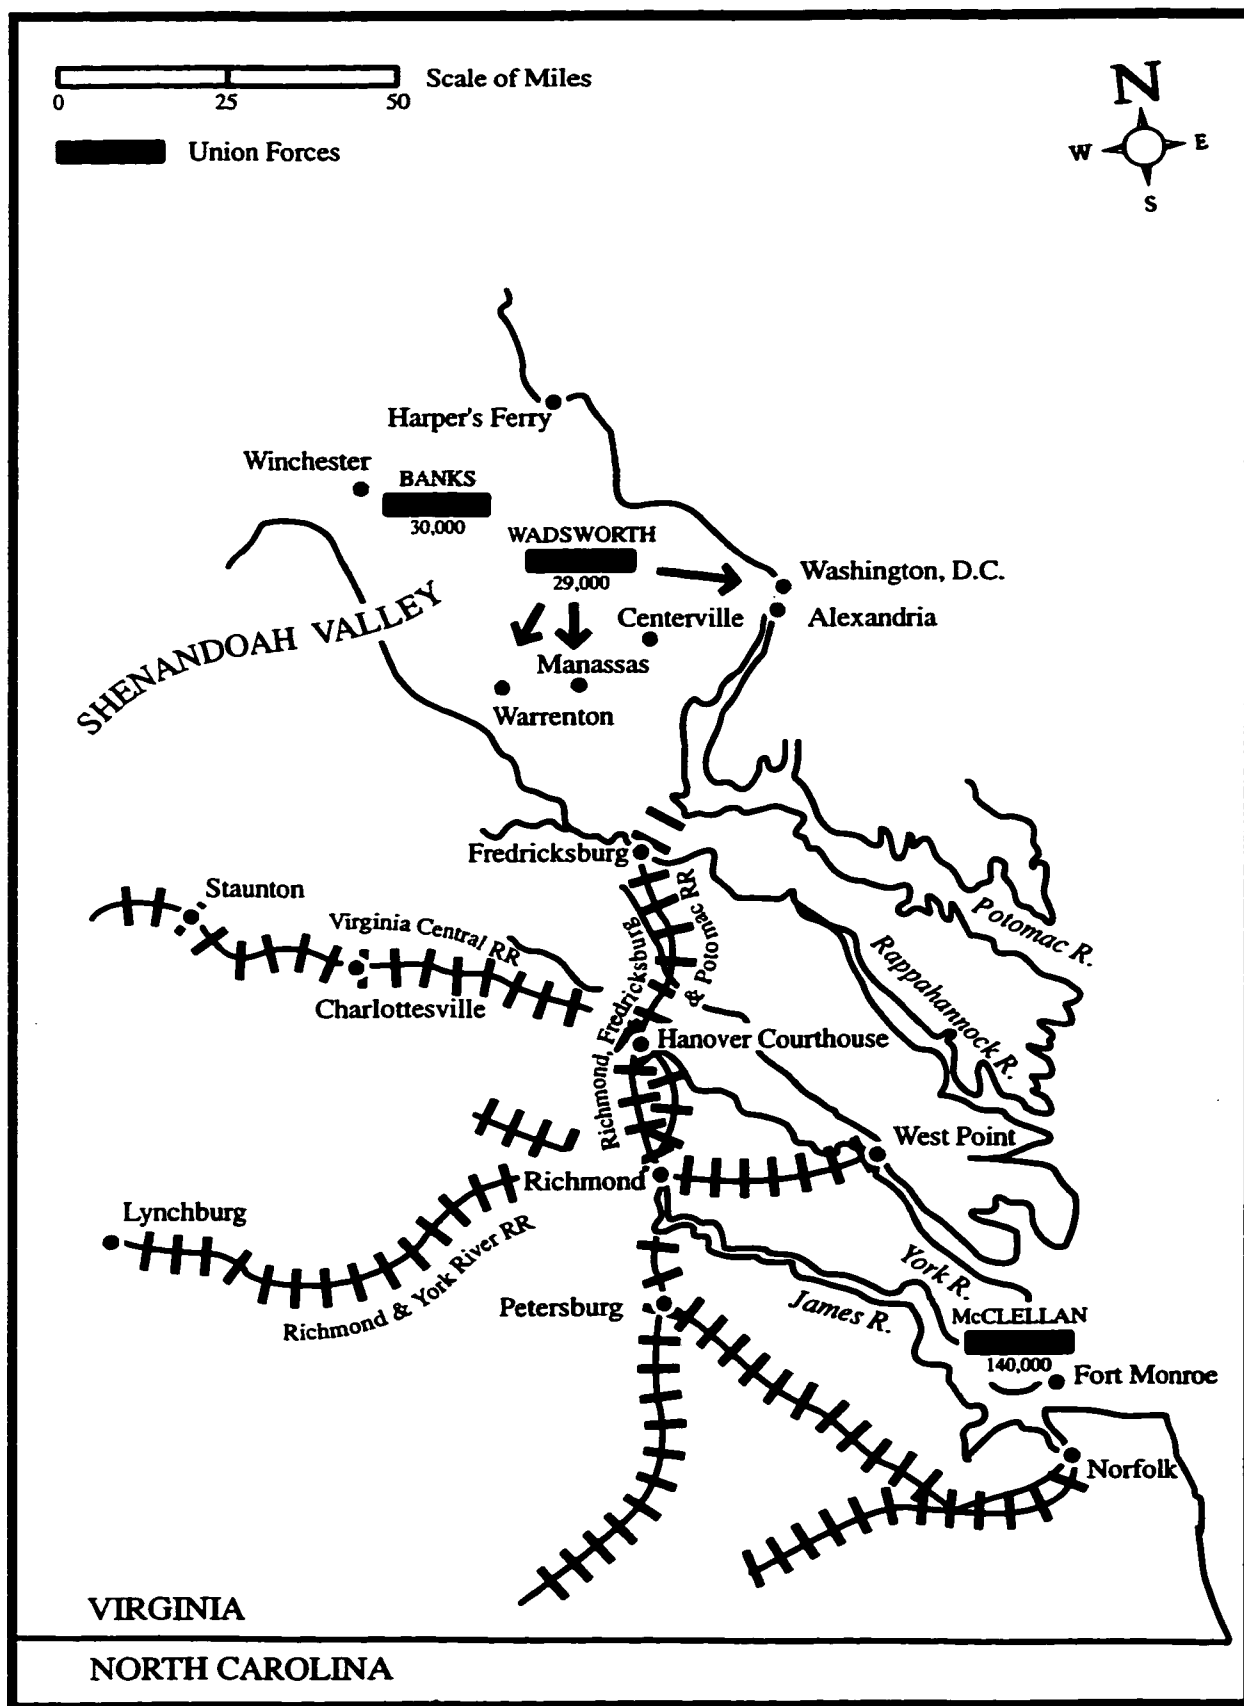 N
Scale of Miles
0 25 50
W E
S
Union Forces
Harper's Ferry
Winchester
BANKS
30,000
WADSWORTH
29,000
Washington, D.C.
Centerville
Alexandria
SHENANDOAH VALLEY
Manassas
Warrenton
Fredricksburg
Staunton
Virginia Central RR
Richmond, Fredricksburg
& Potomac RR
Potomac R.
Rappahannock R.
Charlottesville
Hanover Courthouse
West Point
Richmond
Lynchburg
Richmond & York River RR
York R.
James R.
Petersburg
McCLELLAN
140,000
Fort Monroe
Norfolk
VIRGINIA
NORTH CAROLINA